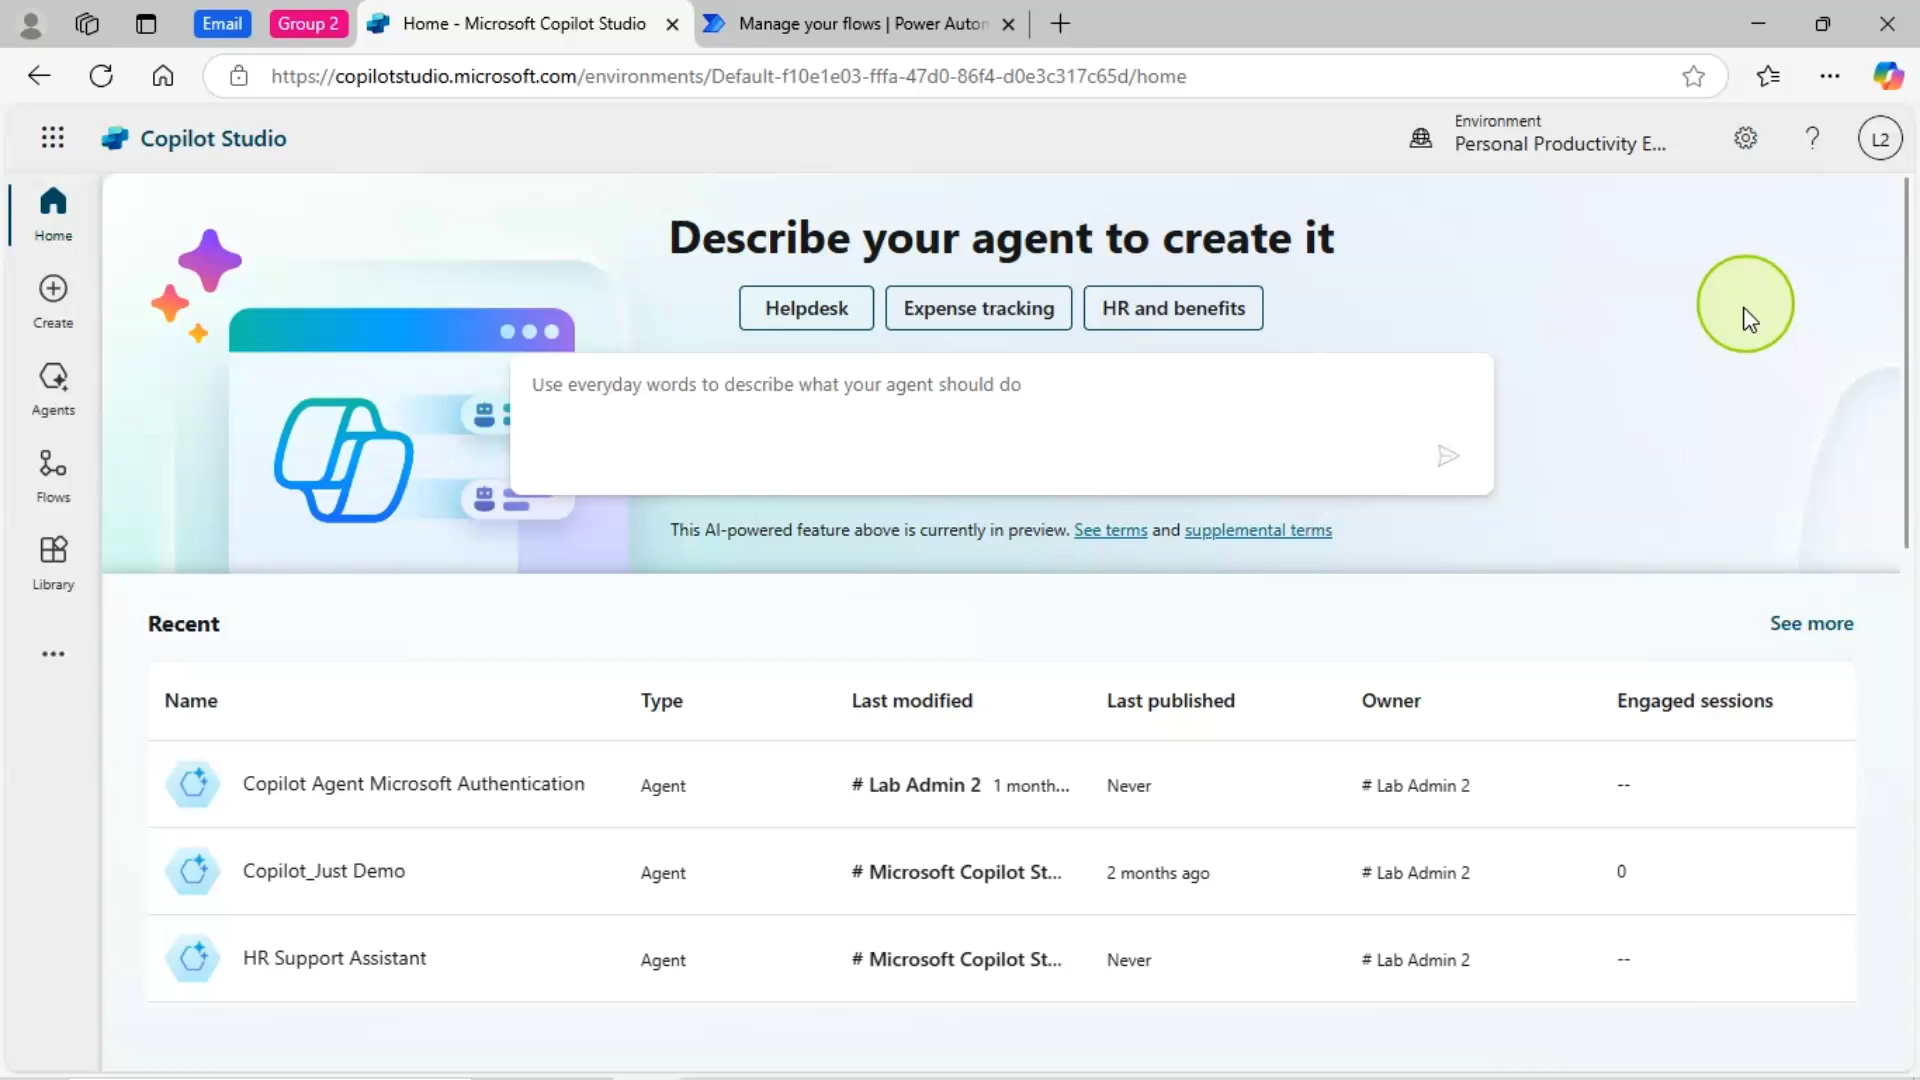 Email
Group 2
Home - Microsoft Copilot Studio
Manage your flows | Power Autom
https://copilotstudio.microsoft.com/environments/Default-f10e1e03-fffa-47d0-86f4-d0e3c317c65d/home
Copilot Studio
Environment
Personal Productivity E...
L2
Home
Create
Agents
Flows
Library
Describe your agent to create it
Helpdesk
Expense tracking
HR and benefits
Use everyday words to describe what your agent should do
This AI-powered feature above is currently in preview. See terms and supplemental terms
Recent
See more
Name Type Last modified Last published Owner Engaged sessions
Copilot Agent Microsoft Authentication Agent # Lab Admin 2 1 month... Never # Lab Admin 2 --
Copilot_Just Demo Agent # Microsoft Copilot St... 2 months ago # Lab Admin 2 0
HR Support Assistant Agent # Microsoft Copilot St... Never # Lab Admin 2 --